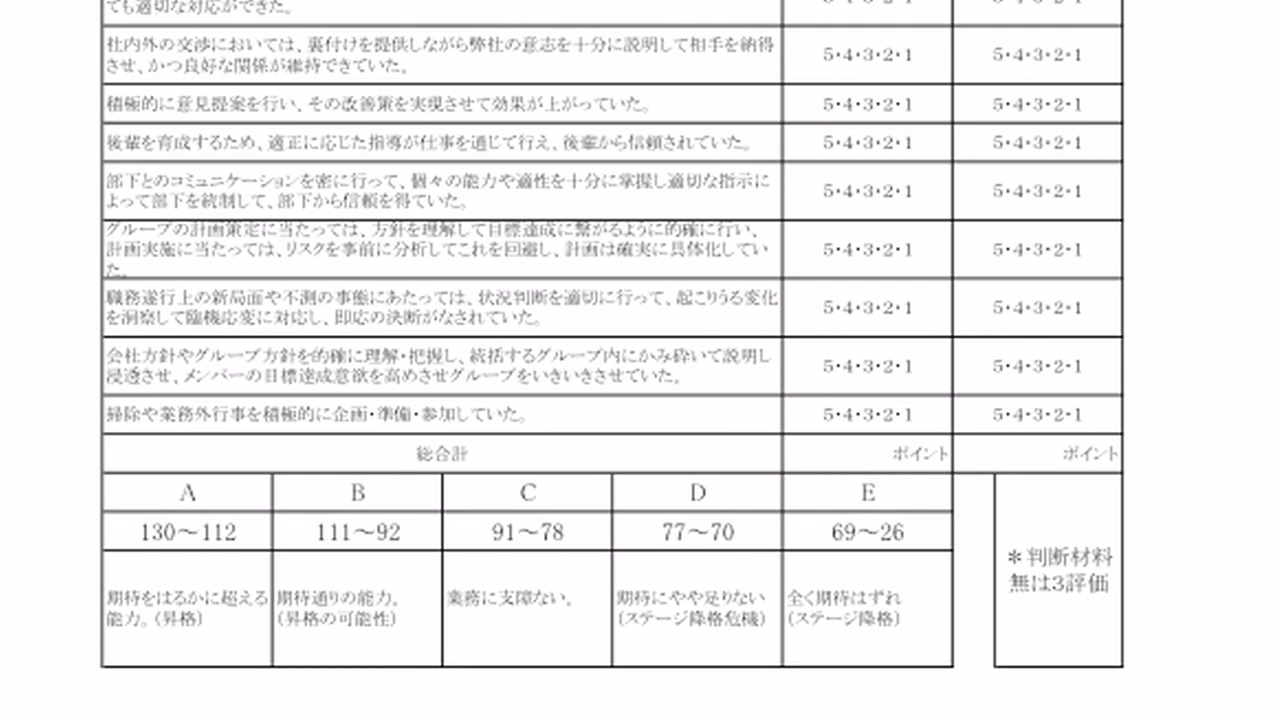 ても適切な対応ができた。
5・4・3・2・1 5・4・3・2・1
社内外の交渉においては、裏付けを提供しながら弊社の意志を十分に説明して相手を納得
させ、かつ良好な関係が維持できていた。
5・4・3・2・1 5・4・3・2・1
積極的に意見提案を行い、その改善策を実現させて効果が上がっていた。
5・4・3・2・1 5・4・3・2・1
後輩を育成するため、適正に応じた指導が仕事を通じて行え、後輩から信頼されていた。
5・4・3・2・1 5・4・3・2・1
部下とのコミュニケーションを密に行って、個々の能力や適性を十分に掌握し適切な指示に
よって部下を統制して、部下から信頼を得ていた。
5・4・3・2・1 5・4・3・2・1
グループの計画策定に当たっては、方針を理解して目標達成に繋がるように的確に行い、
計画実施に当たっては、リスクを事前に分析してこれを回避し、計画は確実に具体化してい
た。
5・4・3・2・1 5・4・3・2・1
職務遂行上の新局面や不測の事態にあたっては、状況判断を適切に行って、起こりうる変化
を洞察して臨機応変に対応し、即応の決断がなされていた。
5・4・3・2・1 5・4・3・2・1
会社方針やグループ方針を的確に理解・把握し、統括するグループ内にかみ砕いて説明し
浸透させ、メンバーの目標達成意欲を高めさせグループをいきいきさせていた。
5・4・3・2・1 5・4・3・2・1
掃除や業務外行事を積極的に企画・準備・参加していた。
5・4・3・2・1 5・4・3・2・1
総合計 ポイント ポイント
A B C D E
130～112 111～92 91～78 77～70 69～26
期待をはるかに超える
能力。（昇格）
期待通りの能力。
（昇格の可能性）
業務に支障ない。
期待にやや足りない
（ステージ降格危機）
全く期待はずれ
（ステージ降格）
＊判断材料
無は3評価